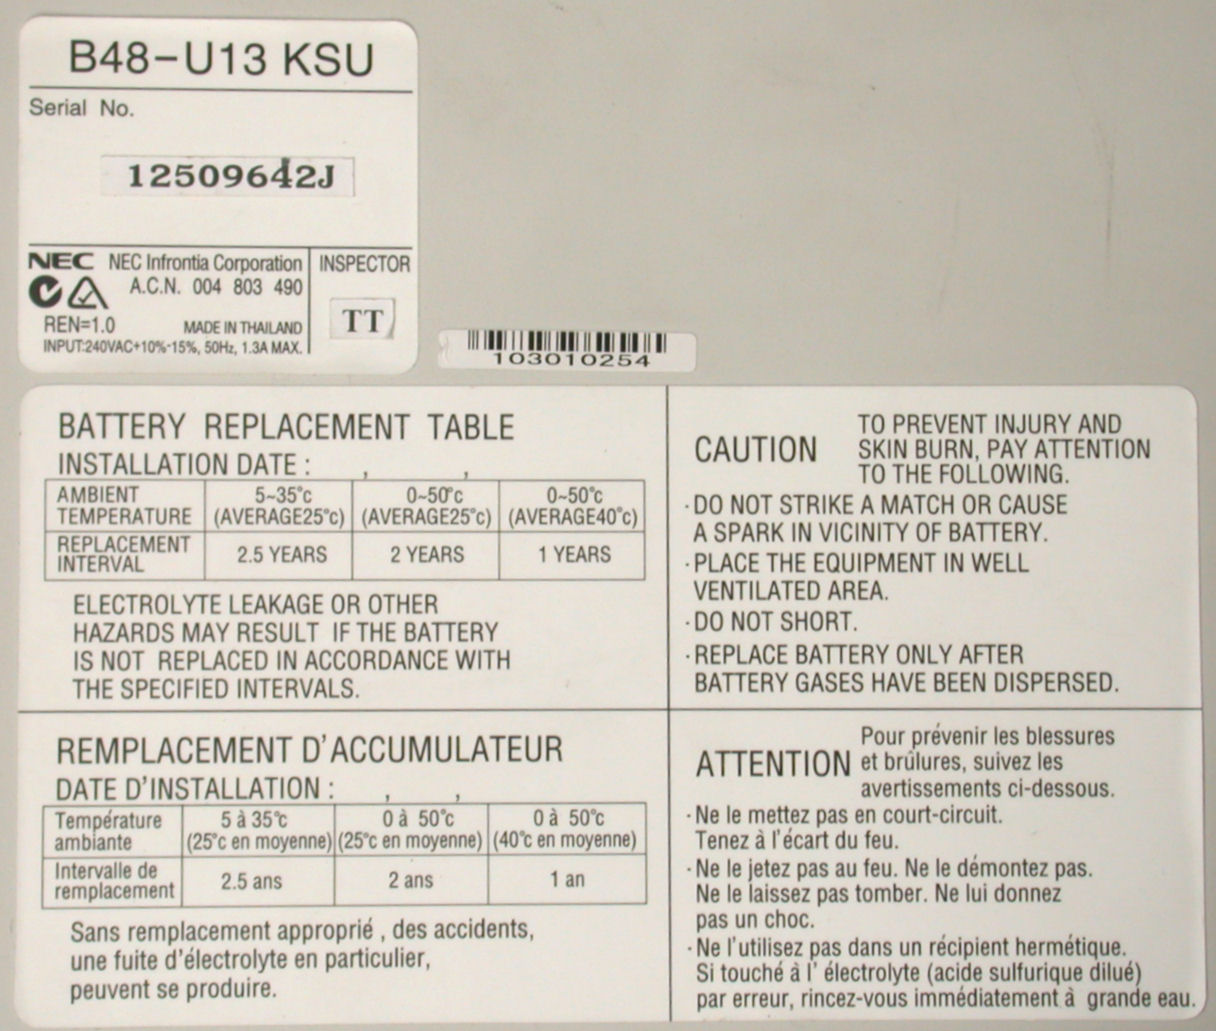 B48-U13 KSU
Serial No.
12509642J
NEC NEC Infrontia Corporation
A.C.N. 004 803 490
REN=1.0 MADE IN THAILAND
INPUT:240VAC+10%-15%, 50Hz, 1.3A MAX.
INSPECTOR
TT
103010254
BATTERY REPLACEMENT TABLE
INSTALLATION DATE : , ,
AMBIENT TEMPERATURE 5~35°c (AVERAGE25°c) 0~50°c (AVERAGE25°c) 0~50°c (AVERAGE40°c)
REPLACEMENT INTERVAL 2.5 YEARS 2 YEARS 1 YEARS
ELECTROLYTE LEAKAGE OR OTHER
HAZARDS MAY RESULT IF THE BATTERY
IS NOT REPLACED IN ACCORDANCE WITH
THE SPECIFIED INTERVALS.
CAUTION
TO PREVENT INJURY AND
SKIN BURN, PAY ATTENTION
TO THE FOLLOWING.
·DO NOT STRIKE A MATCH OR CAUSE
A SPARK IN VICINITY OF BATTERY.
·PLACE THE EQUIPMENT IN WELL
VENTILATED AREA.
·DO NOT SHORT.
·REPLACE BATTERY ONLY AFTER
BATTERY GASES HAVE BEEN DISPERSED.
REMPLACEMENT D'ACCUMULATEUR
DATE D'INSTALLATION : , ,
Température ambiante 5 à 35°c (25°c en moyenne) 0 à 50°c (25°c en moyenne) 0 à 50°c (40°c en moyenne)
Intervalle de remplacement 2.5 ans 2 ans 1 an
Sans remplacement approprié , des accidents,
une fuite d'électrolyte en particulier,
peuvent se produire.
ATTENTION
Pour prévenir les blessures
et brûlures, suivez les
avertissements ci-dessous.
·Ne le mettez pas en court-circuit.
Tenez à l'écart du feu.
·Ne le jetez pas au feu. Ne le démontez pas.
Ne le laissez pas tomber. Ne lui donnez
pas un choc.
·Ne l'utilisez pas dans un récipient hermétique.
Si touché à l' électrolyte (acide sulfurique dilué)
par erreur, rincez-vous immédiatement à grande eau.